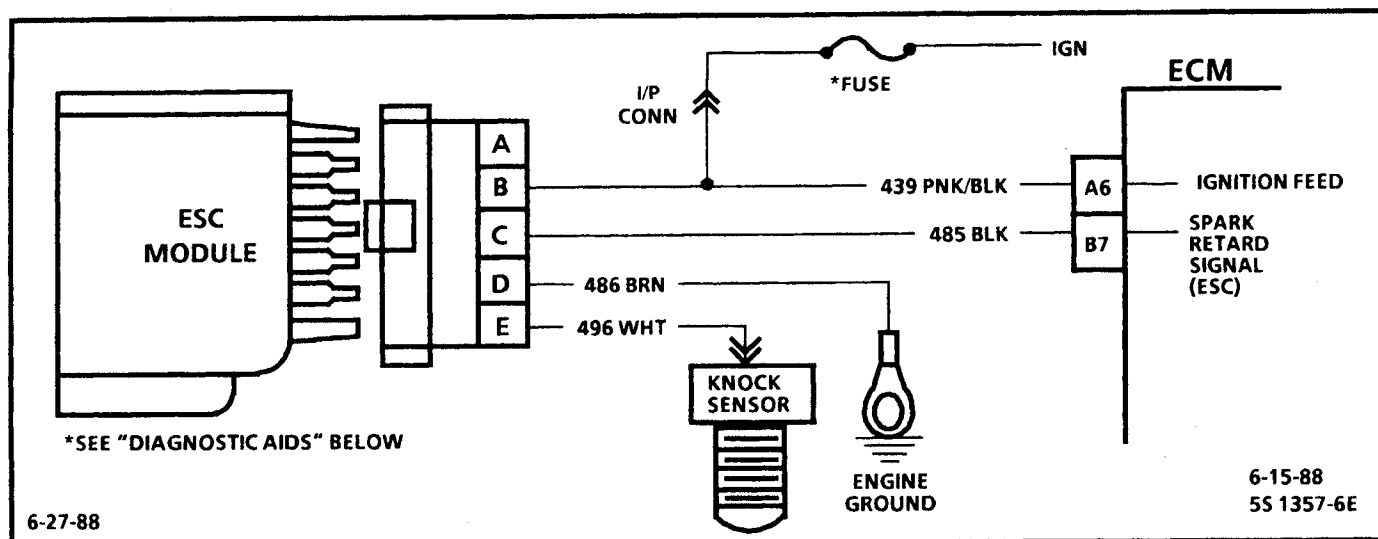 IGN
*FUSE
ECM
I/P
CONN
A
B
439 PNK/BLK
A6
IGNITION FEED
ESC
MODULE
C
485 BLK
B7
SPARK
RETARD
SIGNAL
(ESC)
D
486 BRN
E
496 WHT
KNOCK
SENSOR
*SEE "DIAGNOSTIC AIDS" BELOW
ENGINE
GROUND
6-15-88
5S 1357-6E
6-27-88